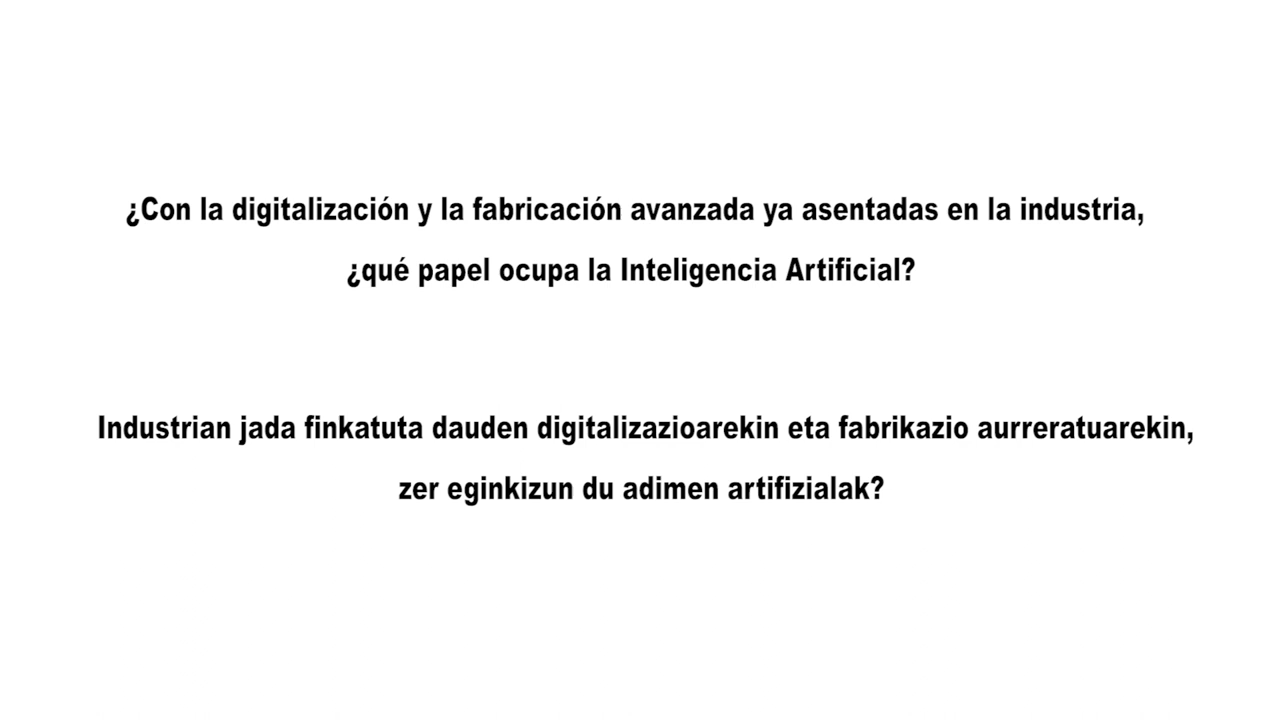 ¿Con la digitalización y la fabricación avanzada ya asentadas en la industria,
¿qué papel ocupa la Inteligencia Artificial?
Industrian jada finkatuta dauden digitalizazioarekin eta fabrikazio aurreratuarekin,
zer eginkizun du adimen artifizialak?